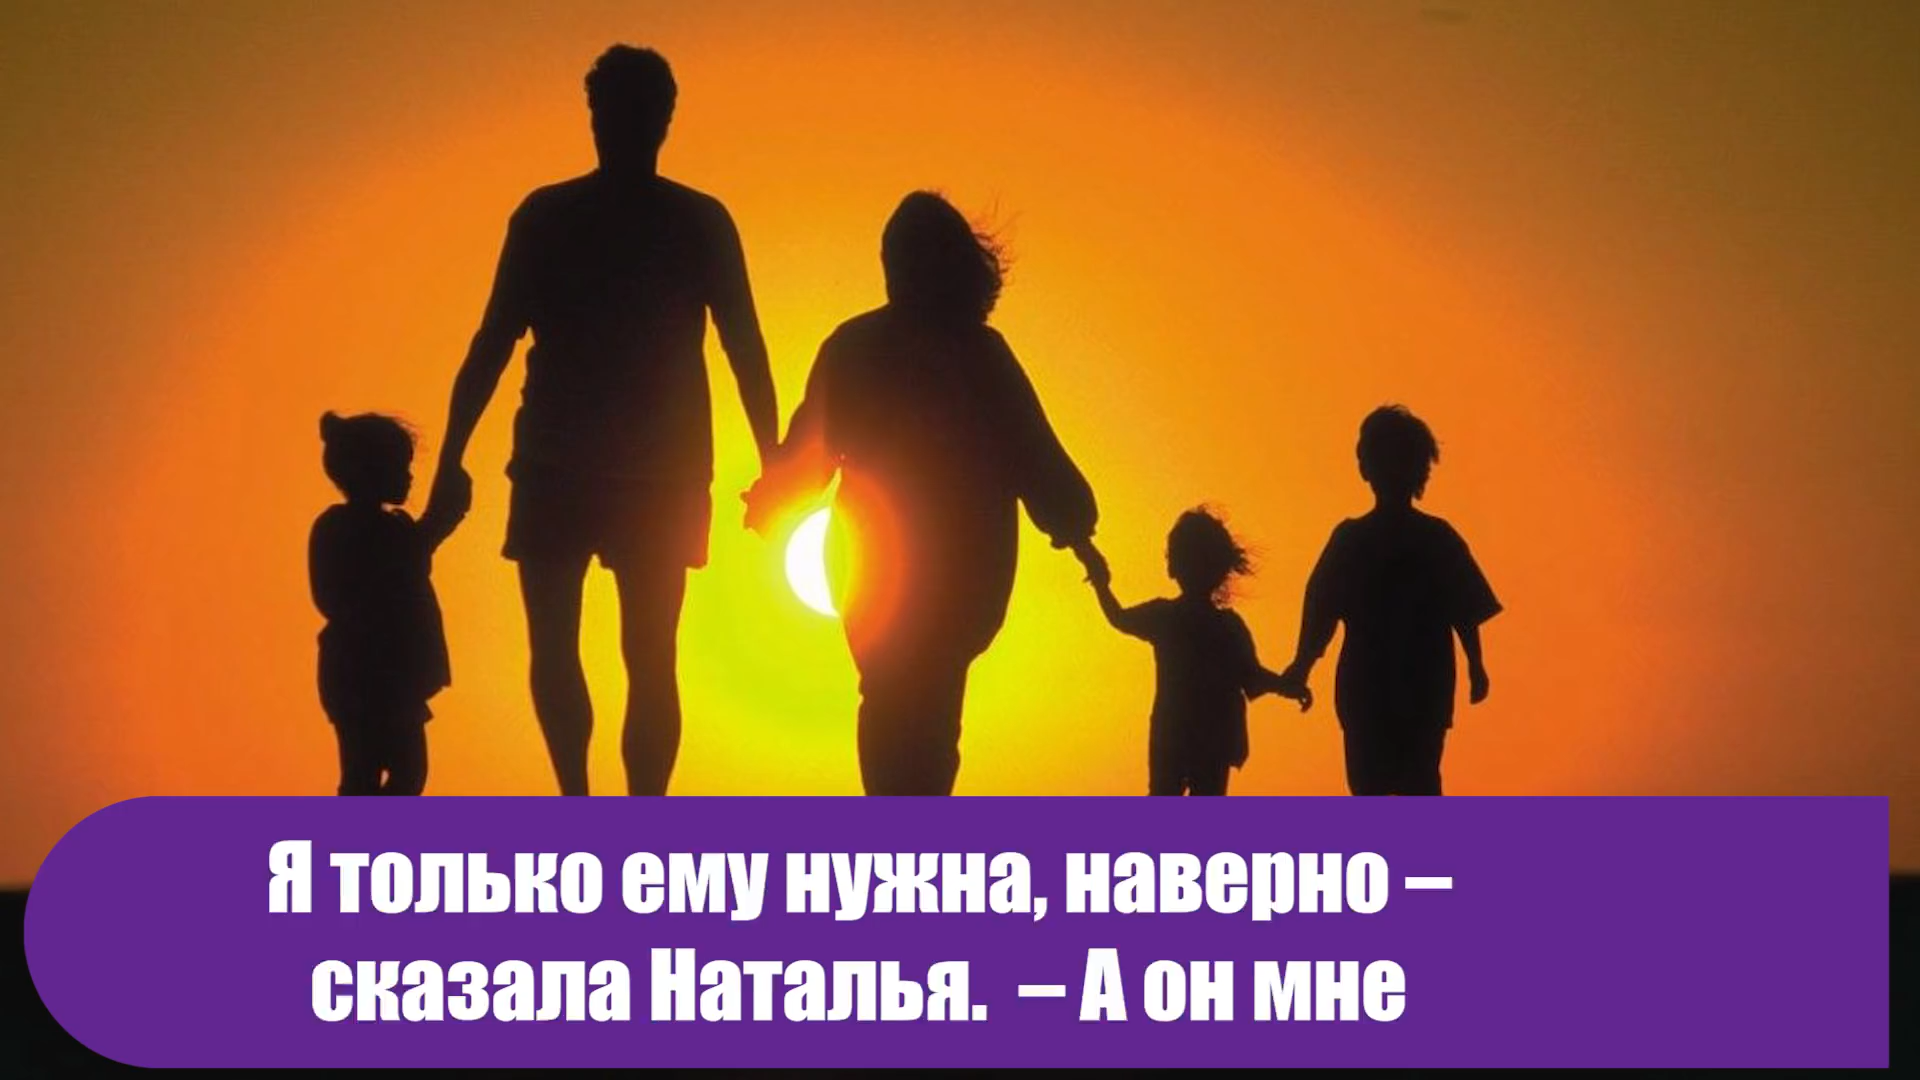 Я только ему нужна, наверно –
сказала Наталья. – А он мне